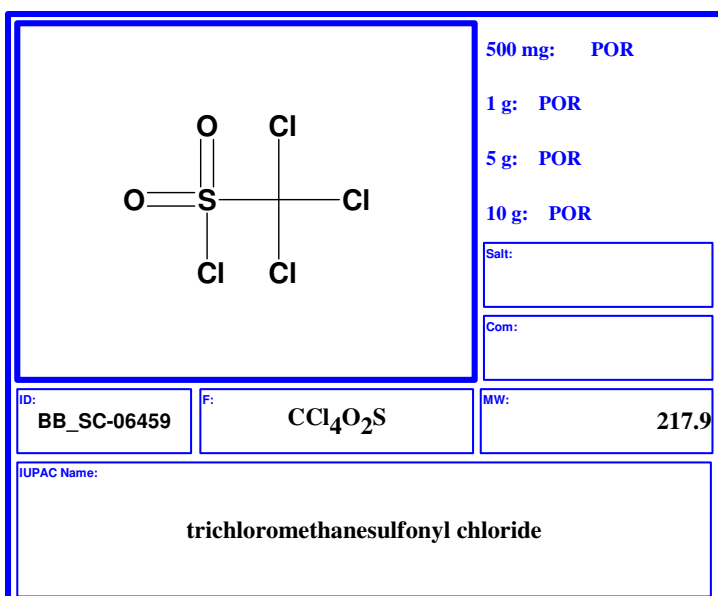 500 mg: POR
1 g: POR
5 g: POR
10 g: POR
O Cl
O S Cl
Cl Cl
Salt:
Com:
ID:
BB_SC-06459
F:
CCl4O2S
MW:
217.9
IUPAC Name:
trichloromethanesulfonyl chloride